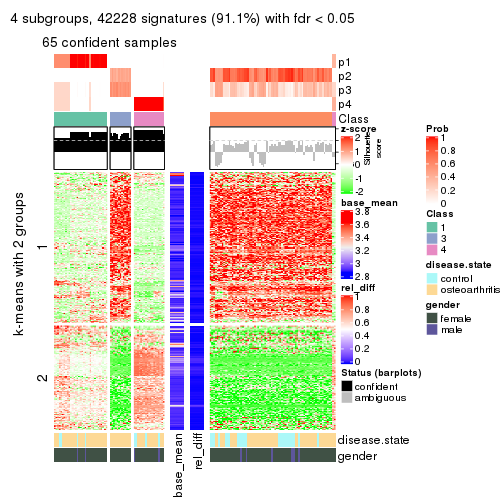 4 subgroups, 42228 signatures (91.1%) with fdr < 0.05
65 confident samples
p1
p2
p3
p4
Class
z-score
2
1
0
-1
-2
Silhouette
score
base_mean
3.8
3.6
3.4
3.2
3
2.8
rel_diff
1
0.8
0.6
0.4
0.2
0
Status (barplots)
confident
ambiguous
Prob
1
0.8
0.6
0.4
0.2
0
Class
1
3
4
disease.state
control
osteoarthritis
gender
female
male
k-means with 2 groups
1
2
disease.state
gender
base_mean
rel_diff